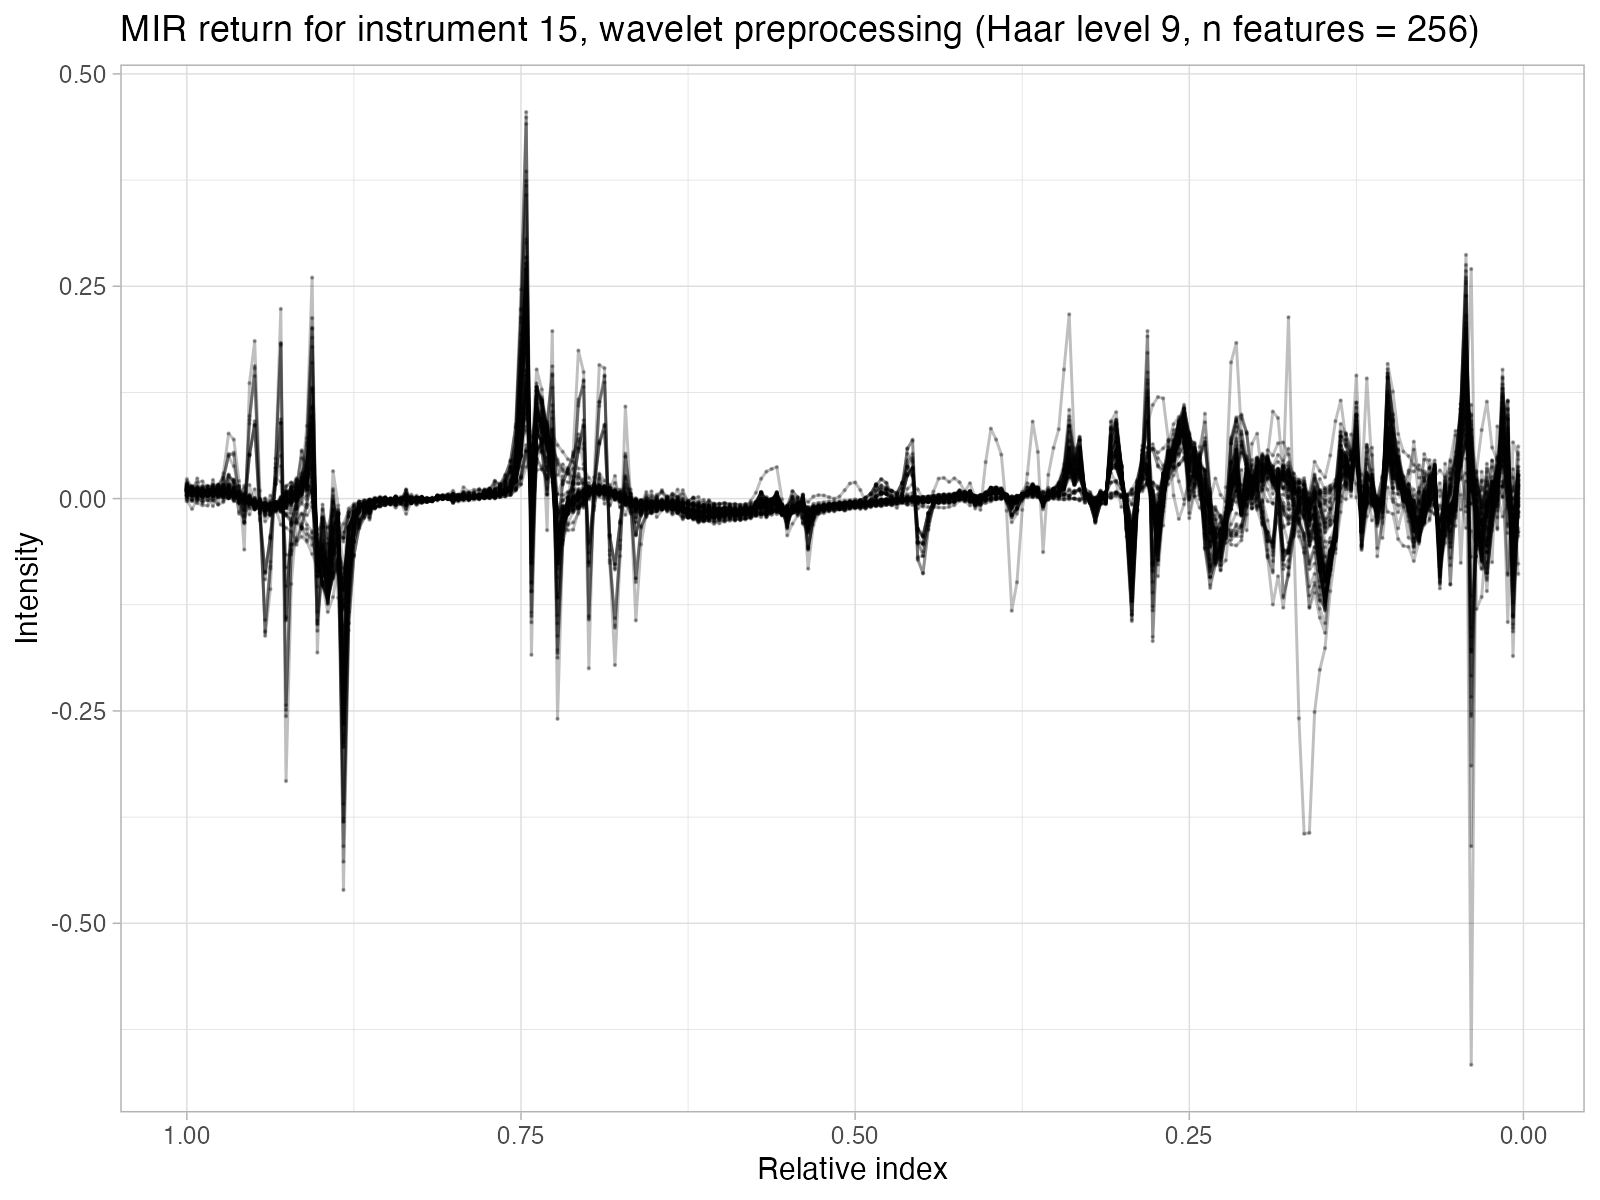 MIR return for instrument 15, wavelet preprocessing (Haar level 9, n features = 256)
0.50
0.25
0.00
-0.25
-0.50
Intensity
1.00 0.75 0.50 0.25 0.00
Relative index